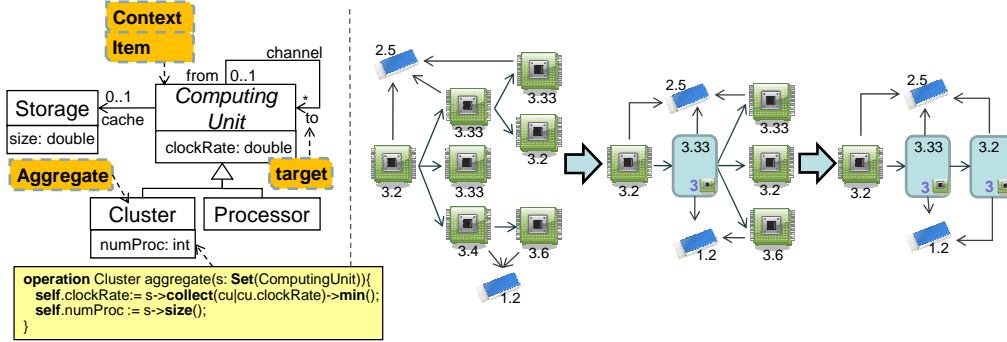 Context
Item
channel
from
0..1
Storage
size: double
0..1
cache
Computing
Unit
clockRate: double
*
to
Aggregate
target
Cluster
numProc: int
Processor
operation Cluster aggregate(s: Set(ComputingUnit)){
self.clockRate:= s->collect(cu|cu.clockRate)->min();
self.numProc := s->size();
}
2.5
3.33
3.33
3.2
3.2
3.33
3.4
3.6
1.2
2.5
3.33
3.33
3.2
3
3.2
1.2
3.6
2.5
3.33
3.2
3.2
3
3
1.2